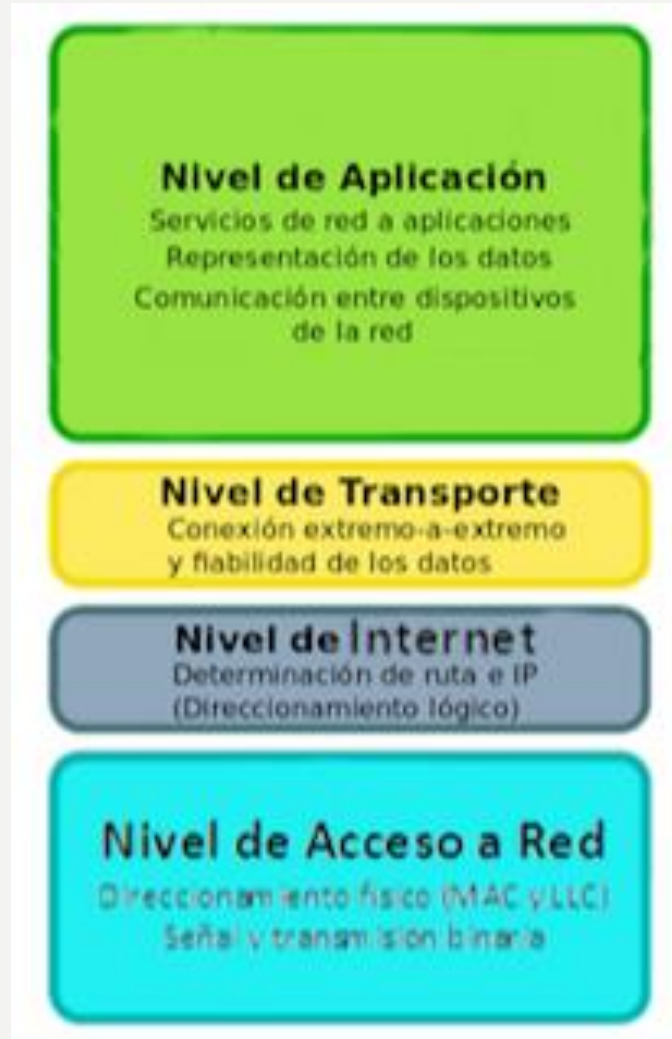 Nivel de Aplicación
Servicios de red a aplicaciones
Representación de los datos
Comunicación entre dispositivos
de la red
Nivel de Transporte
Conexión extremo-a-extremo
y fiabilidad de los datos
Nivel de Internet
Determinación de ruta e IP
(Direccionamiento lógico)
Nivel de Acceso a Red
Direccionamiento fisico (MAC y LLC)
Señal y transmision binaria